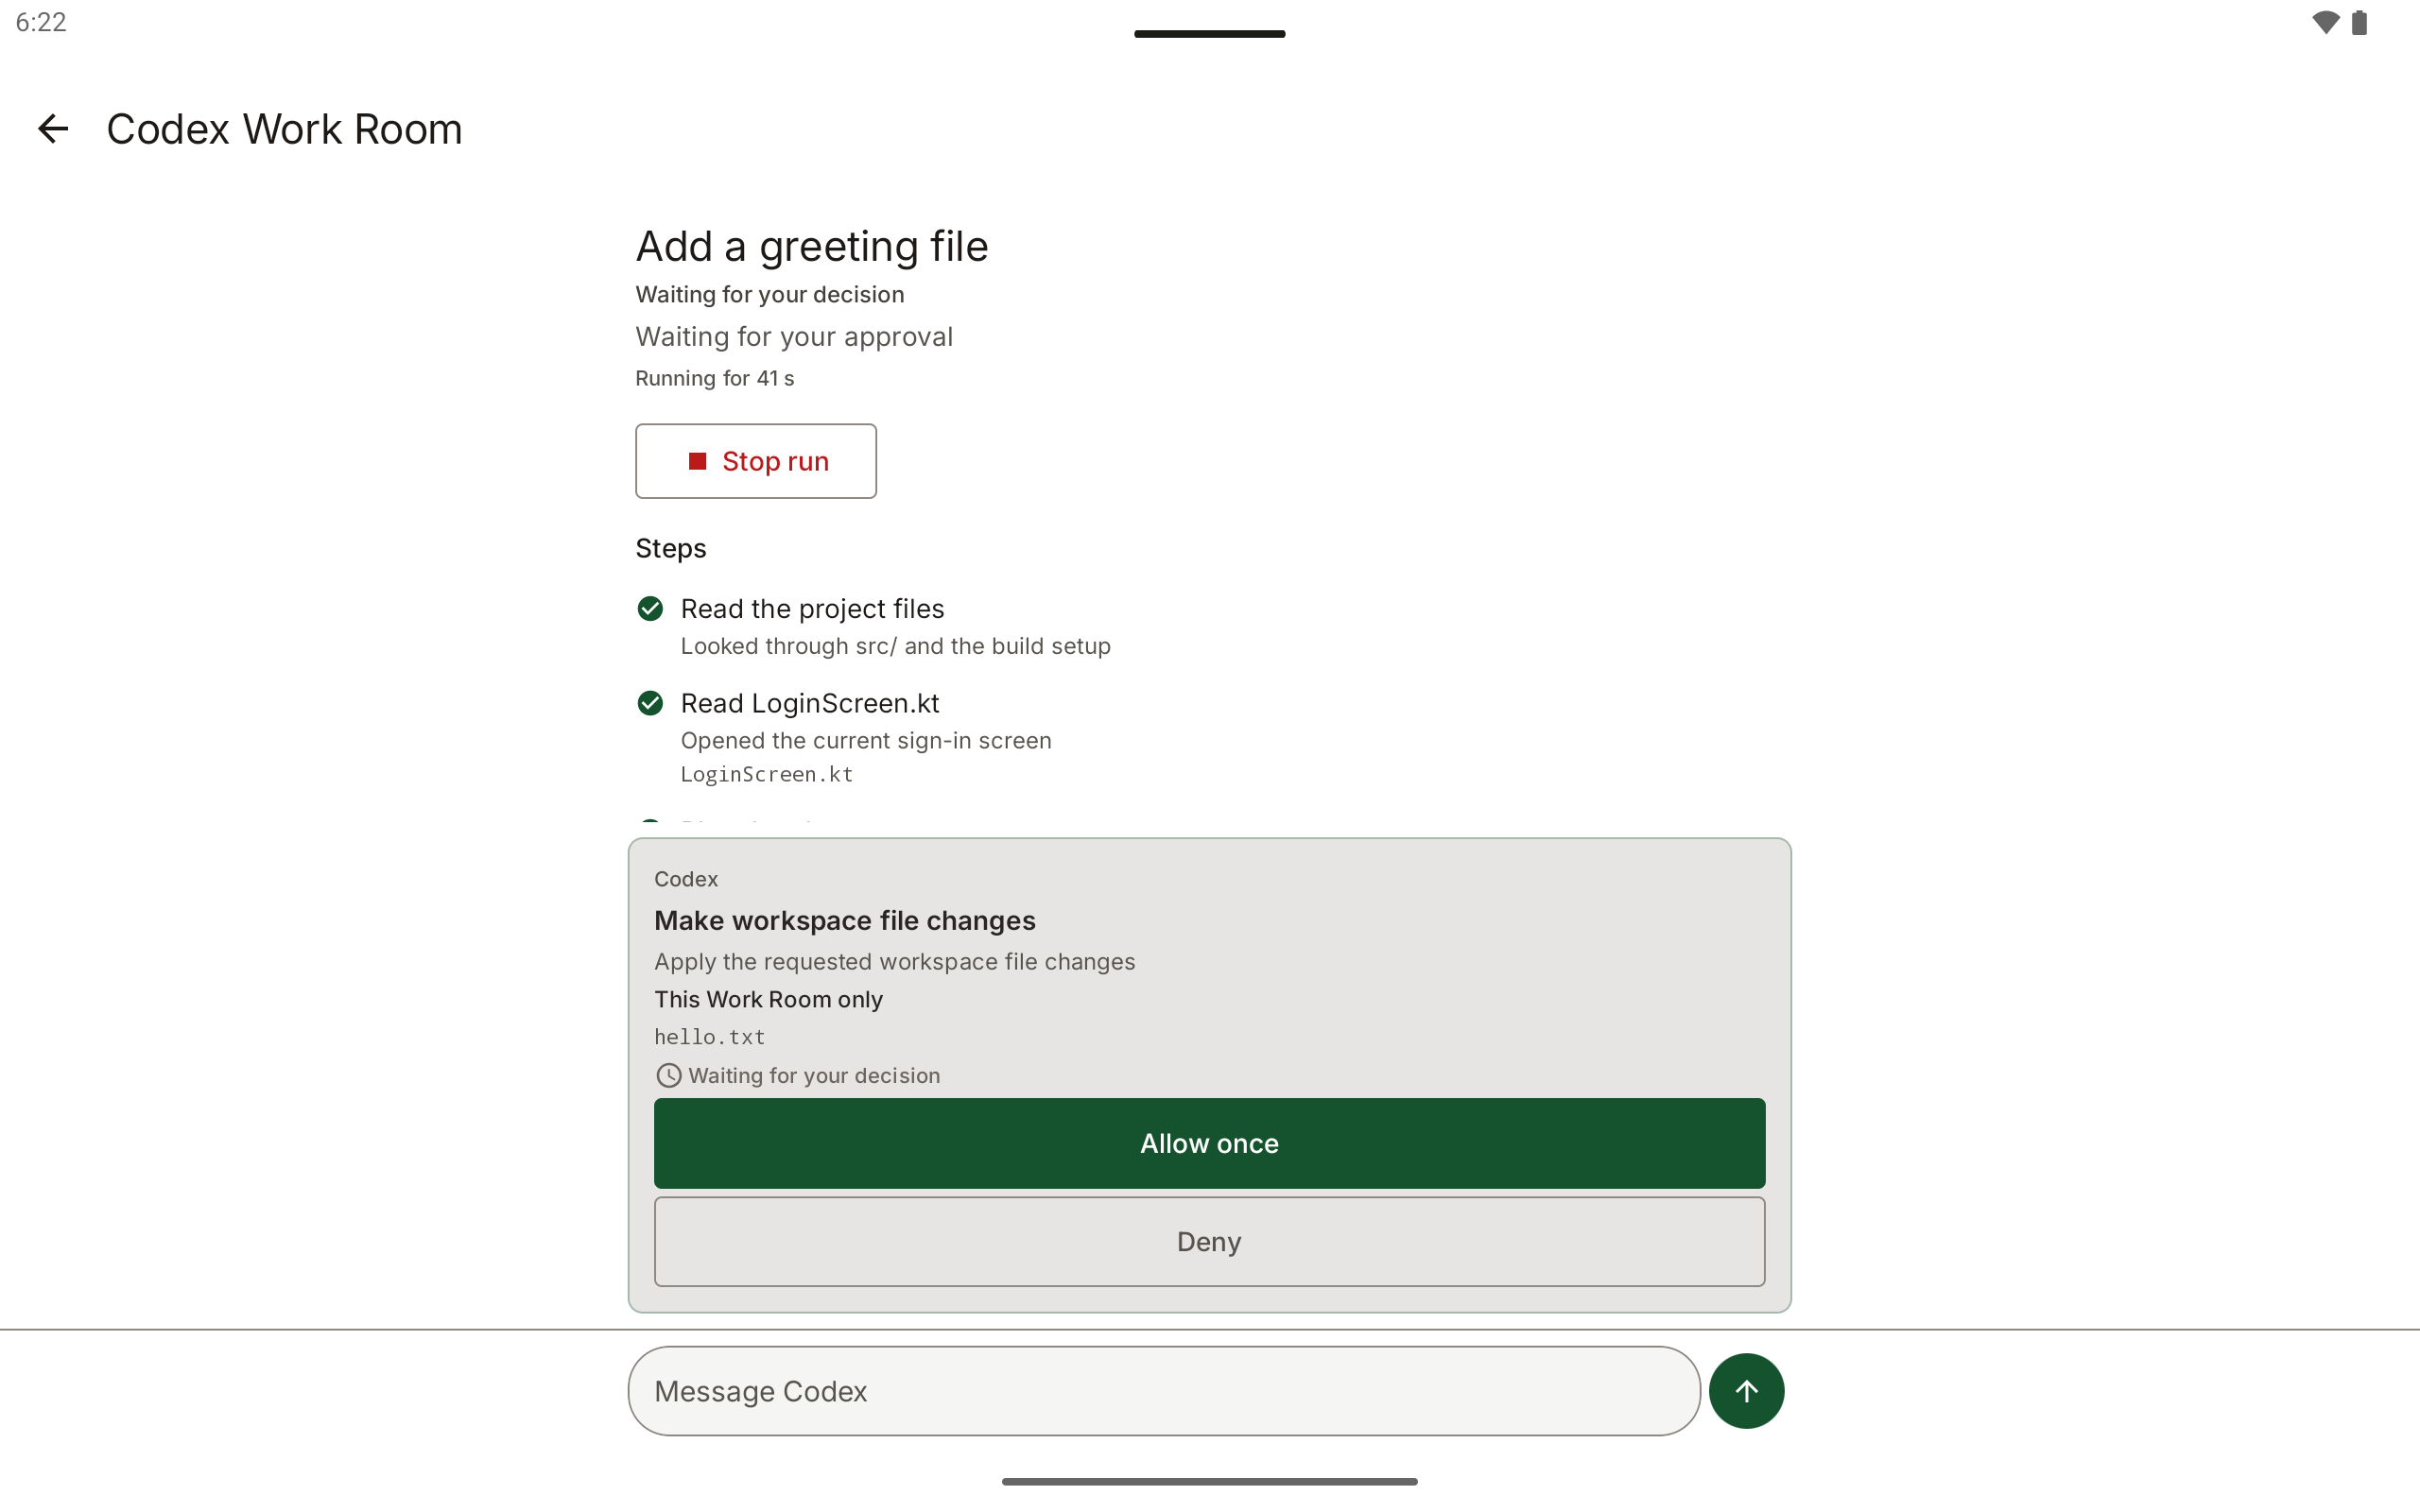 6:22
Codex Work Room
Add a greeting file
Waiting for your decision
Waiting for your approval
Running for 41 s
Stop run
Steps
Read the project files
Looked through src/ and the build setup
Read LoginScreen.kt
Opened the current sign-in screen
LoginScreen.kt
Codex
Make workspace file changes
Apply the requested workspace file changes
This Work Room only
hello.txt
Waiting for your decision
Allow once
Deny
Message Codex